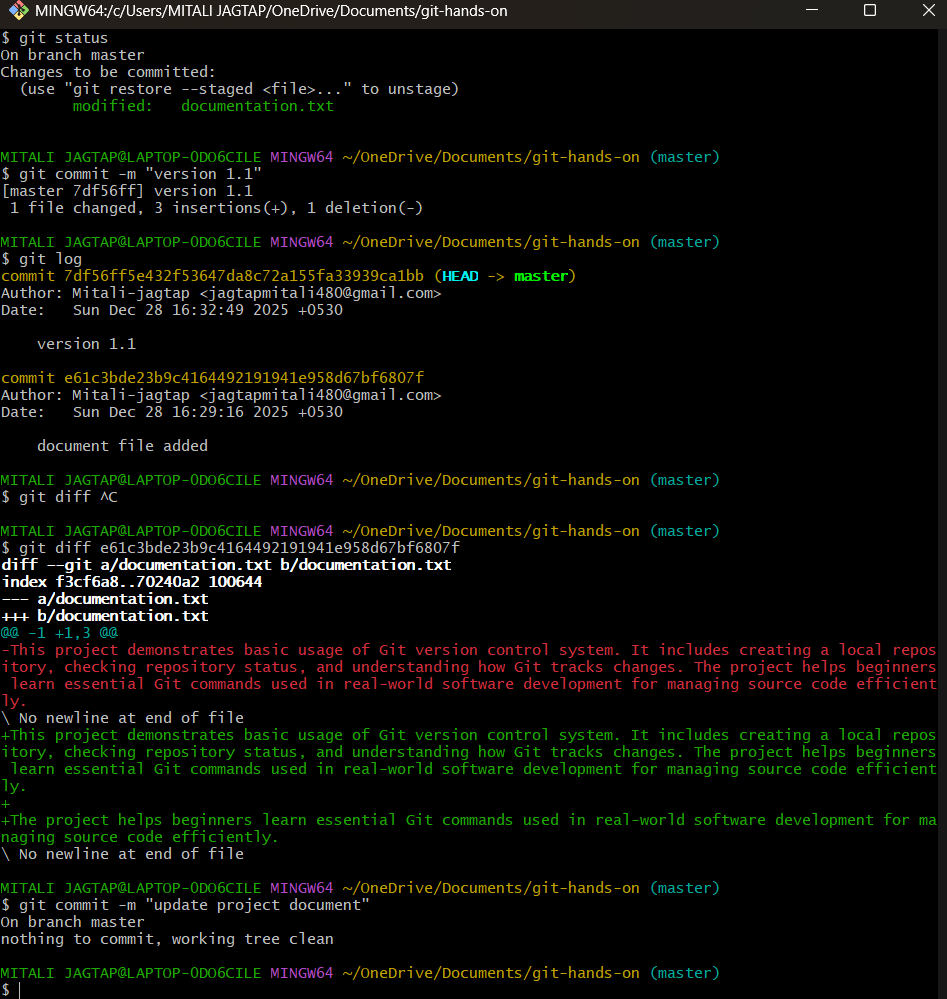 MINGW64:/c/Users/MITALI JAGTAP/OneDrive/Documents/git-hands-on
$ git status
On branch master
Changes to be committed:
  (use "git restore --staged <file>..." to unstage)
        modified:   documentation.txt
MITALI JAGTAP@LAPTOP-0DO6CILE MINGW64 ~/OneDrive/Documents/git-hands-on (master)
$ git commit -m "version 1.1"
[master 7df56ff] version 1.1
 1 file changed, 3 insertions(+), 1 deletion(-)
MITALI JAGTAP@LAPTOP-0DO6CILE MINGW64 ~/OneDrive/Documents/git-hands-on (master)
$ git log
commit 7df56ff5e432f53647da8c72a155fa33939ca1bb (HEAD -> master)
Author: Mitali-jagtap <jagtapmitali480@gmail.com>
Date:   Sun Dec 28 16:32:49 2025 +0530
    version 1.1
commit e61c3bde23b9c4164492191941e958d67bf6807f
Author: Mitali-jagtap <jagtapmitali480@gmail.com>
Date:   Sun Dec 28 16:29:16 2025 +0530
    document file added
MITALI JAGTAP@LAPTOP-0DO6CILE MINGW64 ~/OneDrive/Documents/git-hands-on (master)
$ git diff ^C
MITALI JAGTAP@LAPTOP-0DO6CILE MINGW64 ~/OneDrive/Documents/git-hands-on (master)
$ git diff e61c3bde23b9c4164492191941e958d67bf6807f
diff --git a/documentation.txt b/documentation.txt
index f3cf6a8..70240a2 100644
--- a/documentation.txt
+++ b/documentation.txt
@@ -1 +1,3 @@
-This project demonstrates basic usage of Git version control system. It includes creating a local repos
itory, checking repository status, and understanding how Git tracks changes. The project helps beginners
 learn essential Git commands used in real-world software development for managing source code efficient
ly.
\ No newline at end of file
+This project demonstrates basic usage of Git version control system. It includes creating a local repos
itory, checking repository status, and understanding how Git tracks changes. The project helps beginners
 learn essential Git commands used in real-world software development for managing source code efficient
ly.
+
+The project helps beginners learn essential Git commands used in real-world software development for ma
naging source code efficiently.
\ No newline at end of file
MITALI JAGTAP@LAPTOP-0DO6CILE MINGW64 ~/OneDrive/Documents/git-hands-on (master)
$ git commit -m "update project document"
On branch master
nothing to commit, working tree clean
MITALI JAGTAP@LAPTOP-0DO6CILE MINGW64 ~/OneDrive/Documents/git-hands-on (master)
$